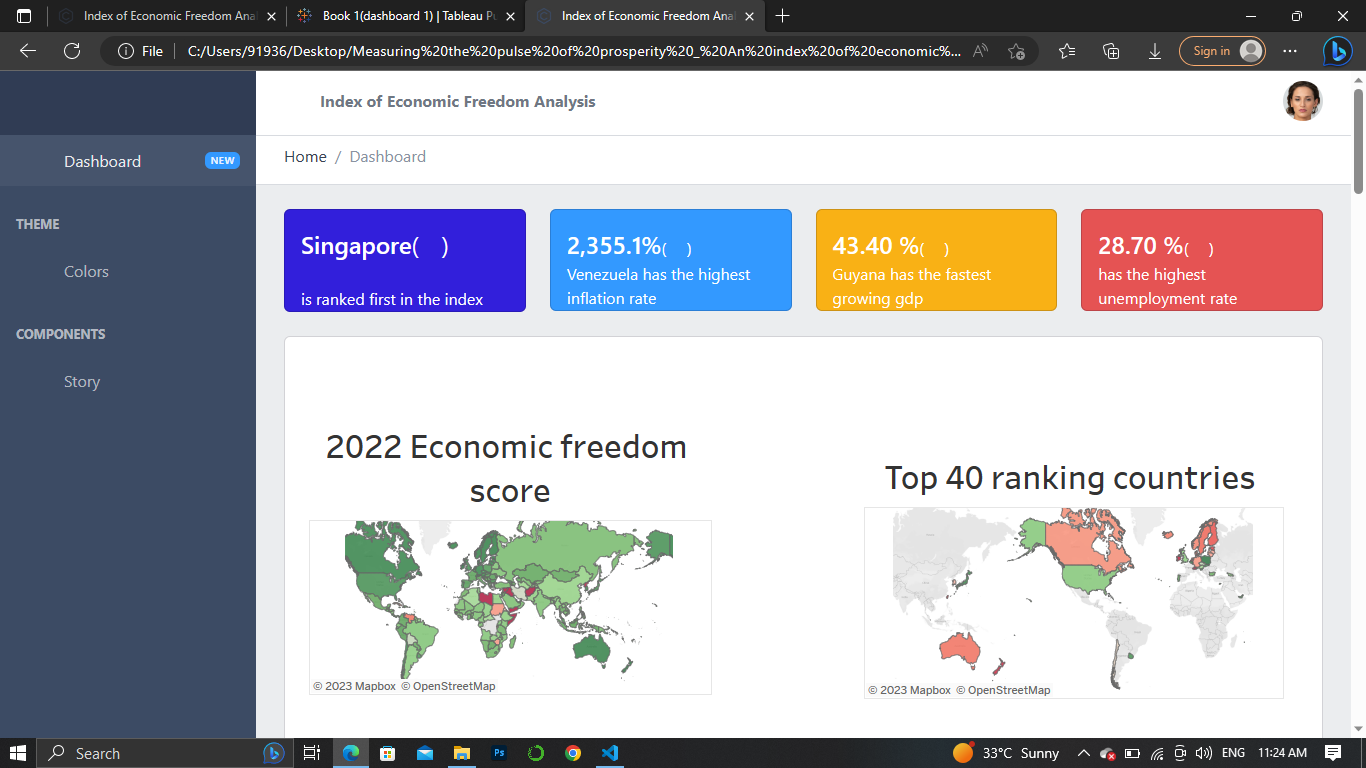 Index of Economic Freedom Anal
Book 1(dashboard 1) | Tableau Pu
Index of Economic Freedom Anal
File
C:/Users/91936/Desktop/Measuring%20the%20pulse%20of%20prosperity%20_%20An%20index%20of%20economic%...
Sign in
Index of Economic Freedom Analysis
Dashboard NEW
Home / Dashboard
THEME
Colors
COMPONENTS
Story
Singapore( )
is ranked first in the index
2,355.1%( )
Venezuela has the highest
inflation rate
43.40 %( )
Guyana has the fastest
growing gdp
28.70 %( )
has the highest
unemployment rate
2022 Economic freedom
score
© 2023 Mapbox © OpenStreetMap
Top 40 ranking countries
© 2023 Mapbox © OpenStreetMap
Search
Ps
33°C Sunny
ENG
11:24 AM